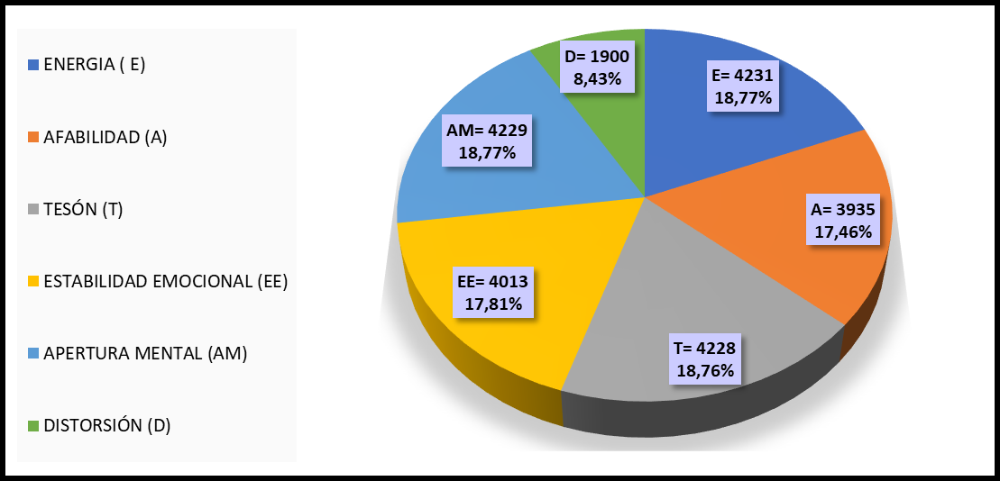 ENERGIA ( E)
AFABILIDAD (A)
TESÓN (T)
ESTABILIDAD EMOCIONAL (EE)
APERTURA MENTAL (AM)
DISTORSIÓN (D)
D= 1900
8,43%
E= 4231
18,77%
AM= 4229
18,77%
A= 3935
17,46%
EE= 4013
17,81%
T= 4228
18,76%